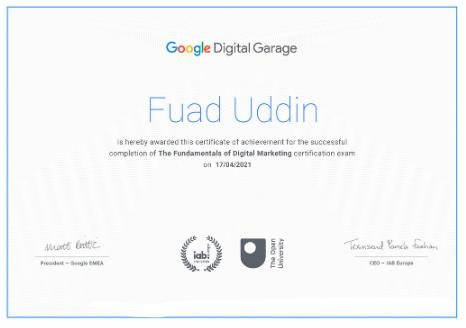 Google Digital Garage
Fuad Uddin
is hereby awarded this certificate of achievement for the successful
completion of The Fundamentals of Digital Marketing certification exam
on 17/04/2021
iab:
The Open
University
President – Google EMEA
CEO – IAB Europe